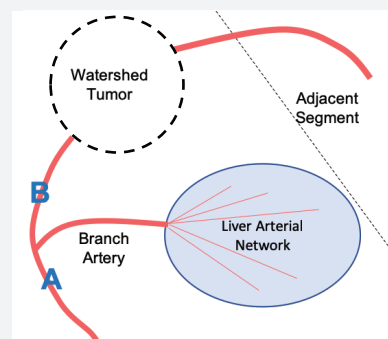 Watershed
Tumor
Adjacent
Segment
B
Branch
Artery
Liver Arterial
Network
A